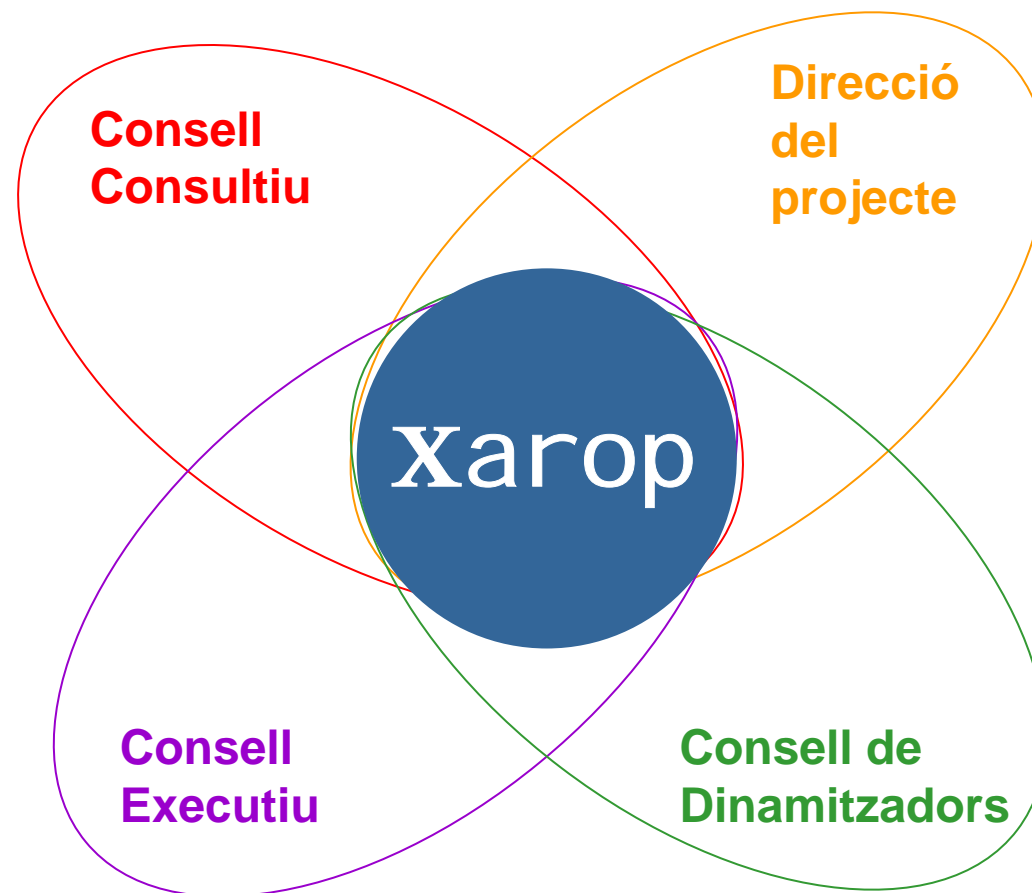 Consell
Consultiu
Direcció
del
projecte
xarop
Consell
Executiu
Consell de
Dinamitzadors